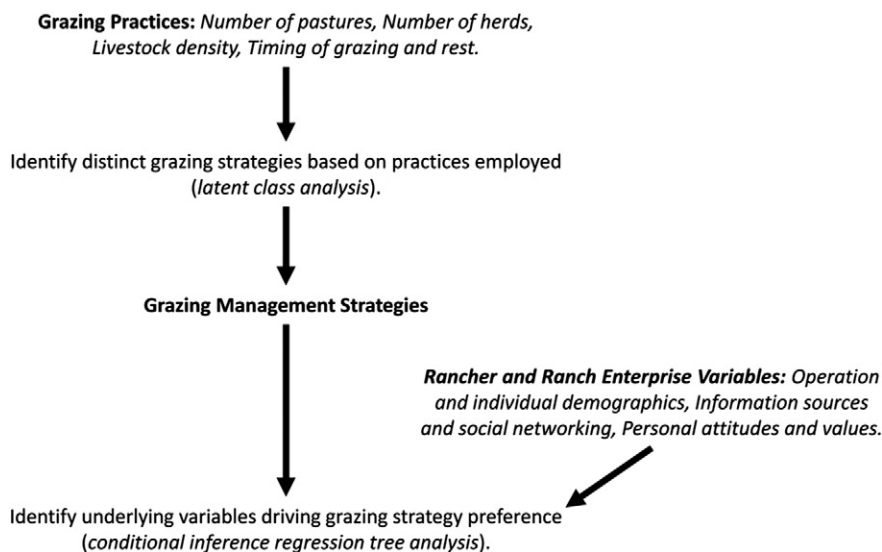 Grazing Practices: Number of pastures, Number of herds,
Livestock density, Timing of grazing and rest.
Identify distinct grazing strategies based on practices employed
(latent class analysis).
Grazing Management Strategies
Rancher and Ranch Enterprise Variables: Operation
and individual demographics, Information sources
and social networking, Personal attitudes and values.
Identify underlying variables driving grazing strategy preference
(conditional inference regression tree analysis).